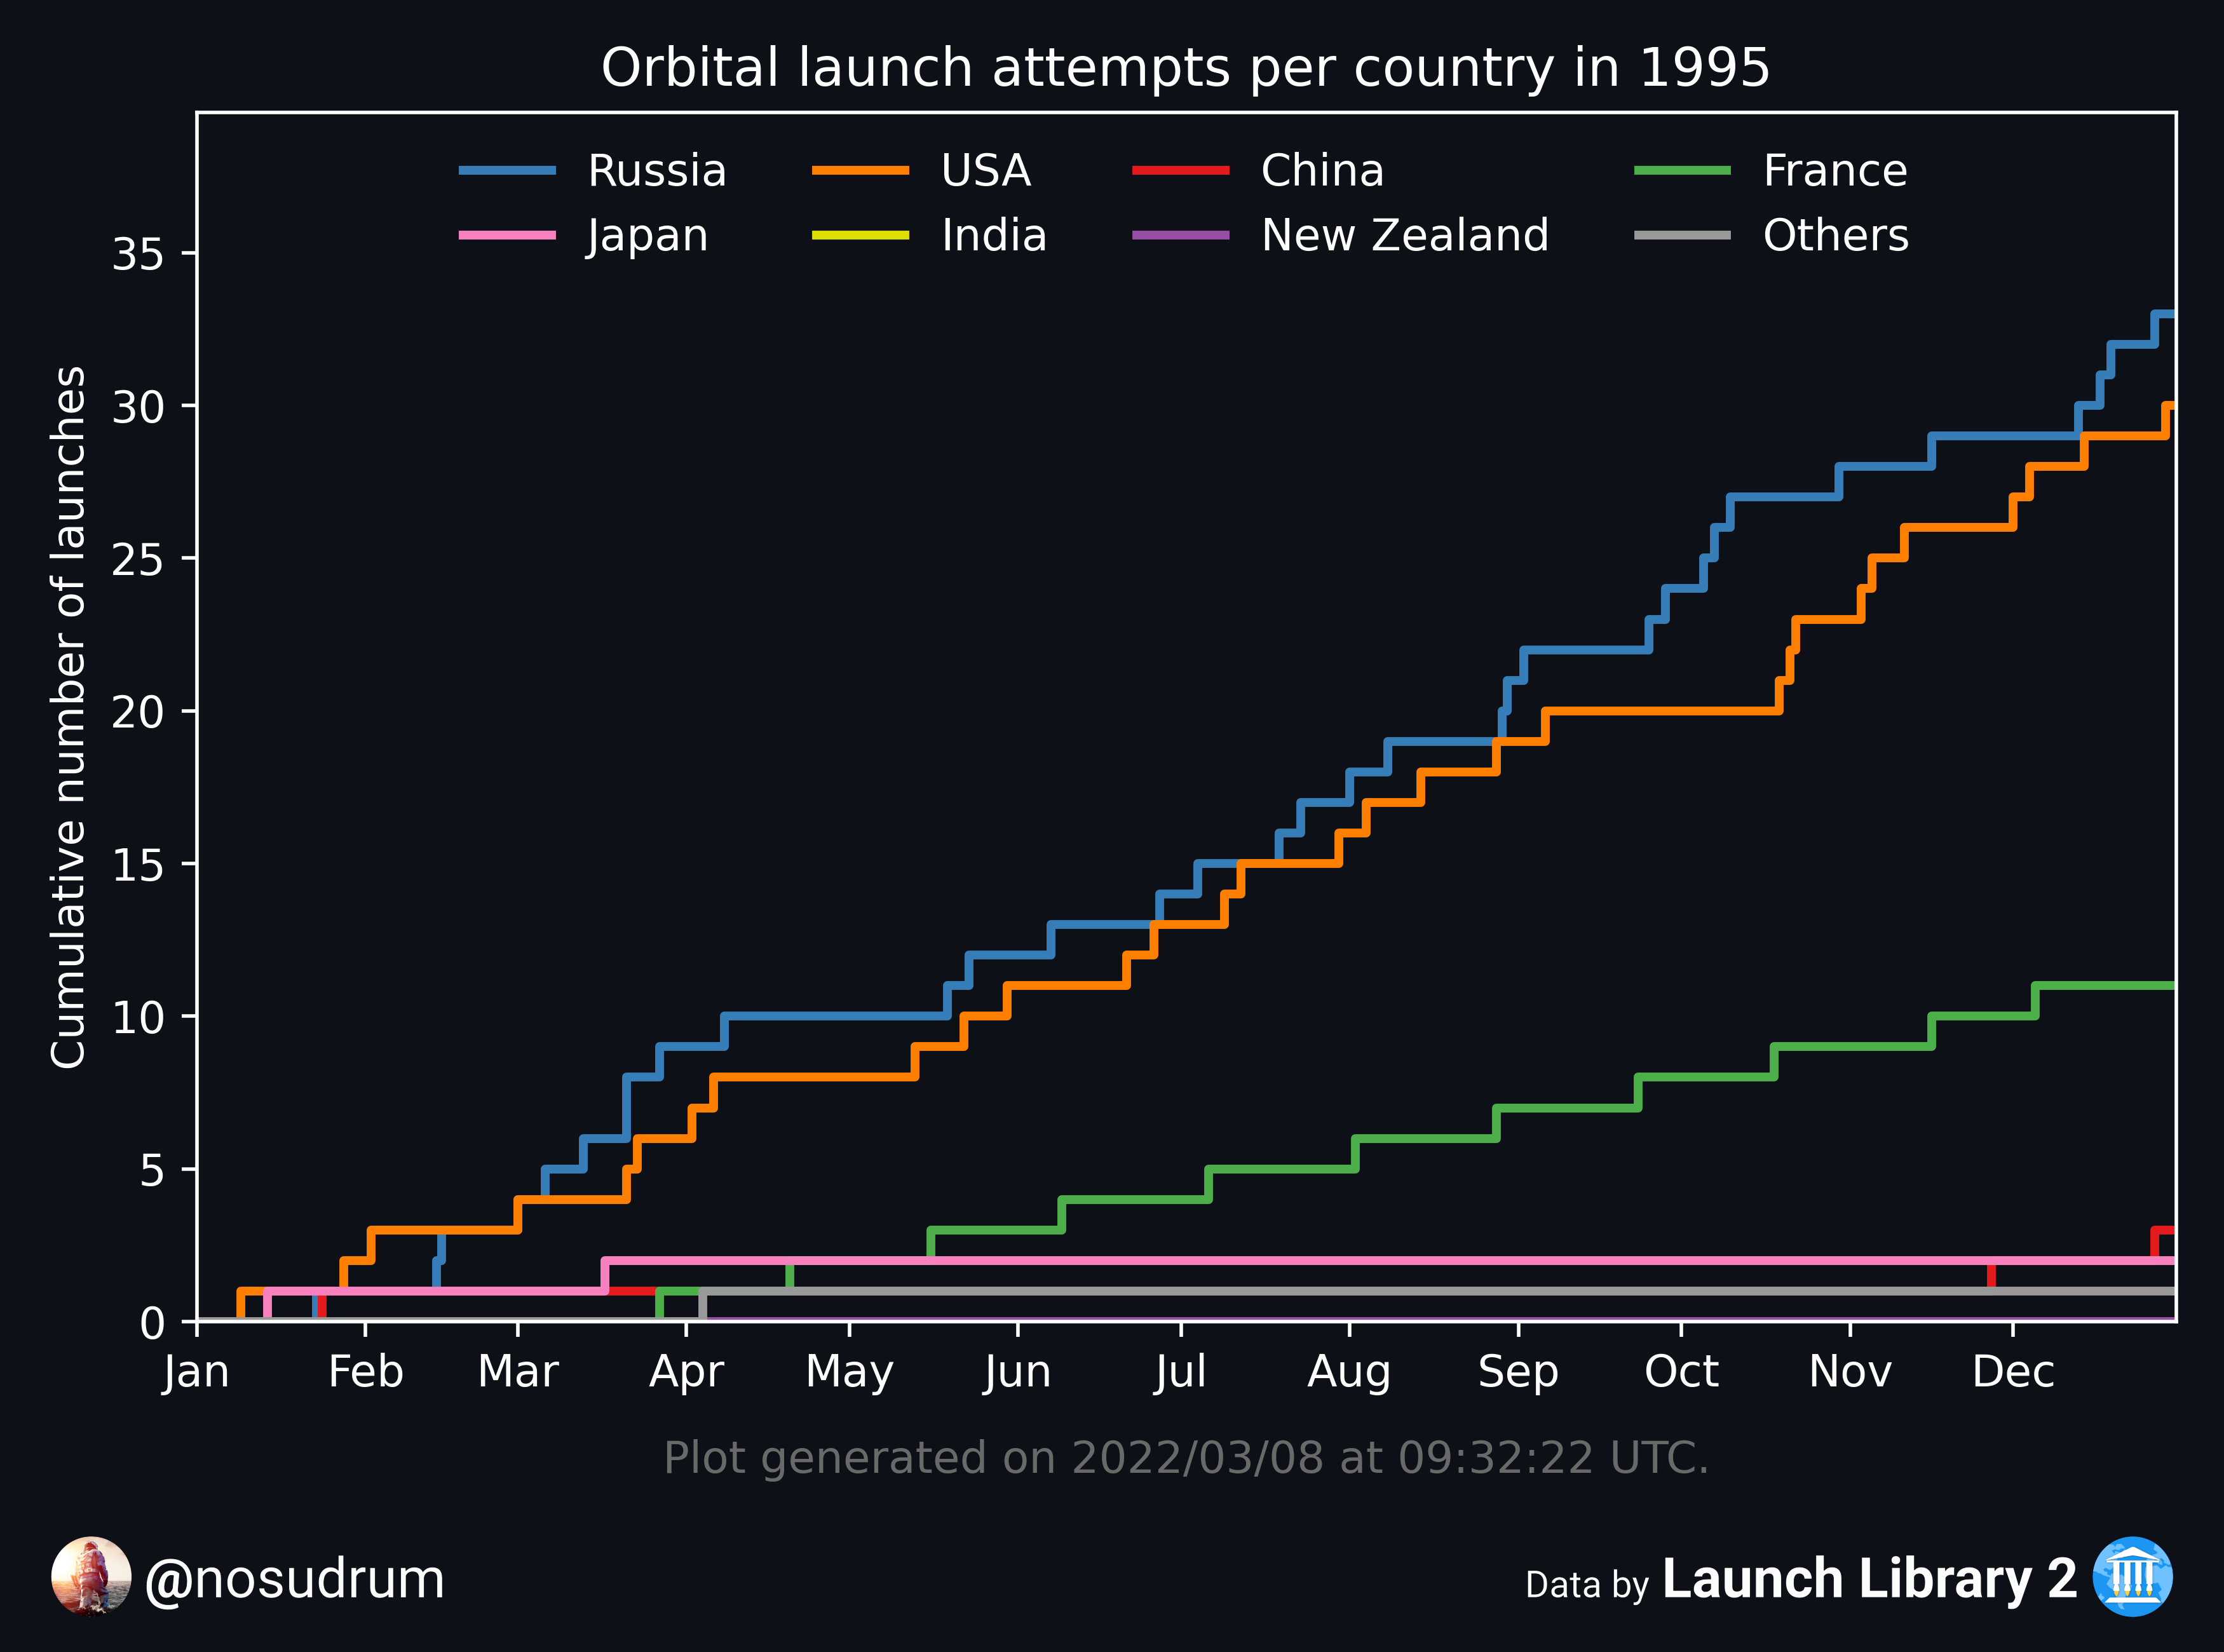 Orbital launch attempts per country in 1995
Russia USA China France
Japan India New Zealand Others
Cumulative number of launches
35
30
25
20
15
10
5
0
Jan Feb Mar Apr May Jun Jul Aug Sep Oct Nov Dec
Plot generated on 2022/03/08 at 09:32:22 UTC.
@nosudrum
Data by Launch Library 2